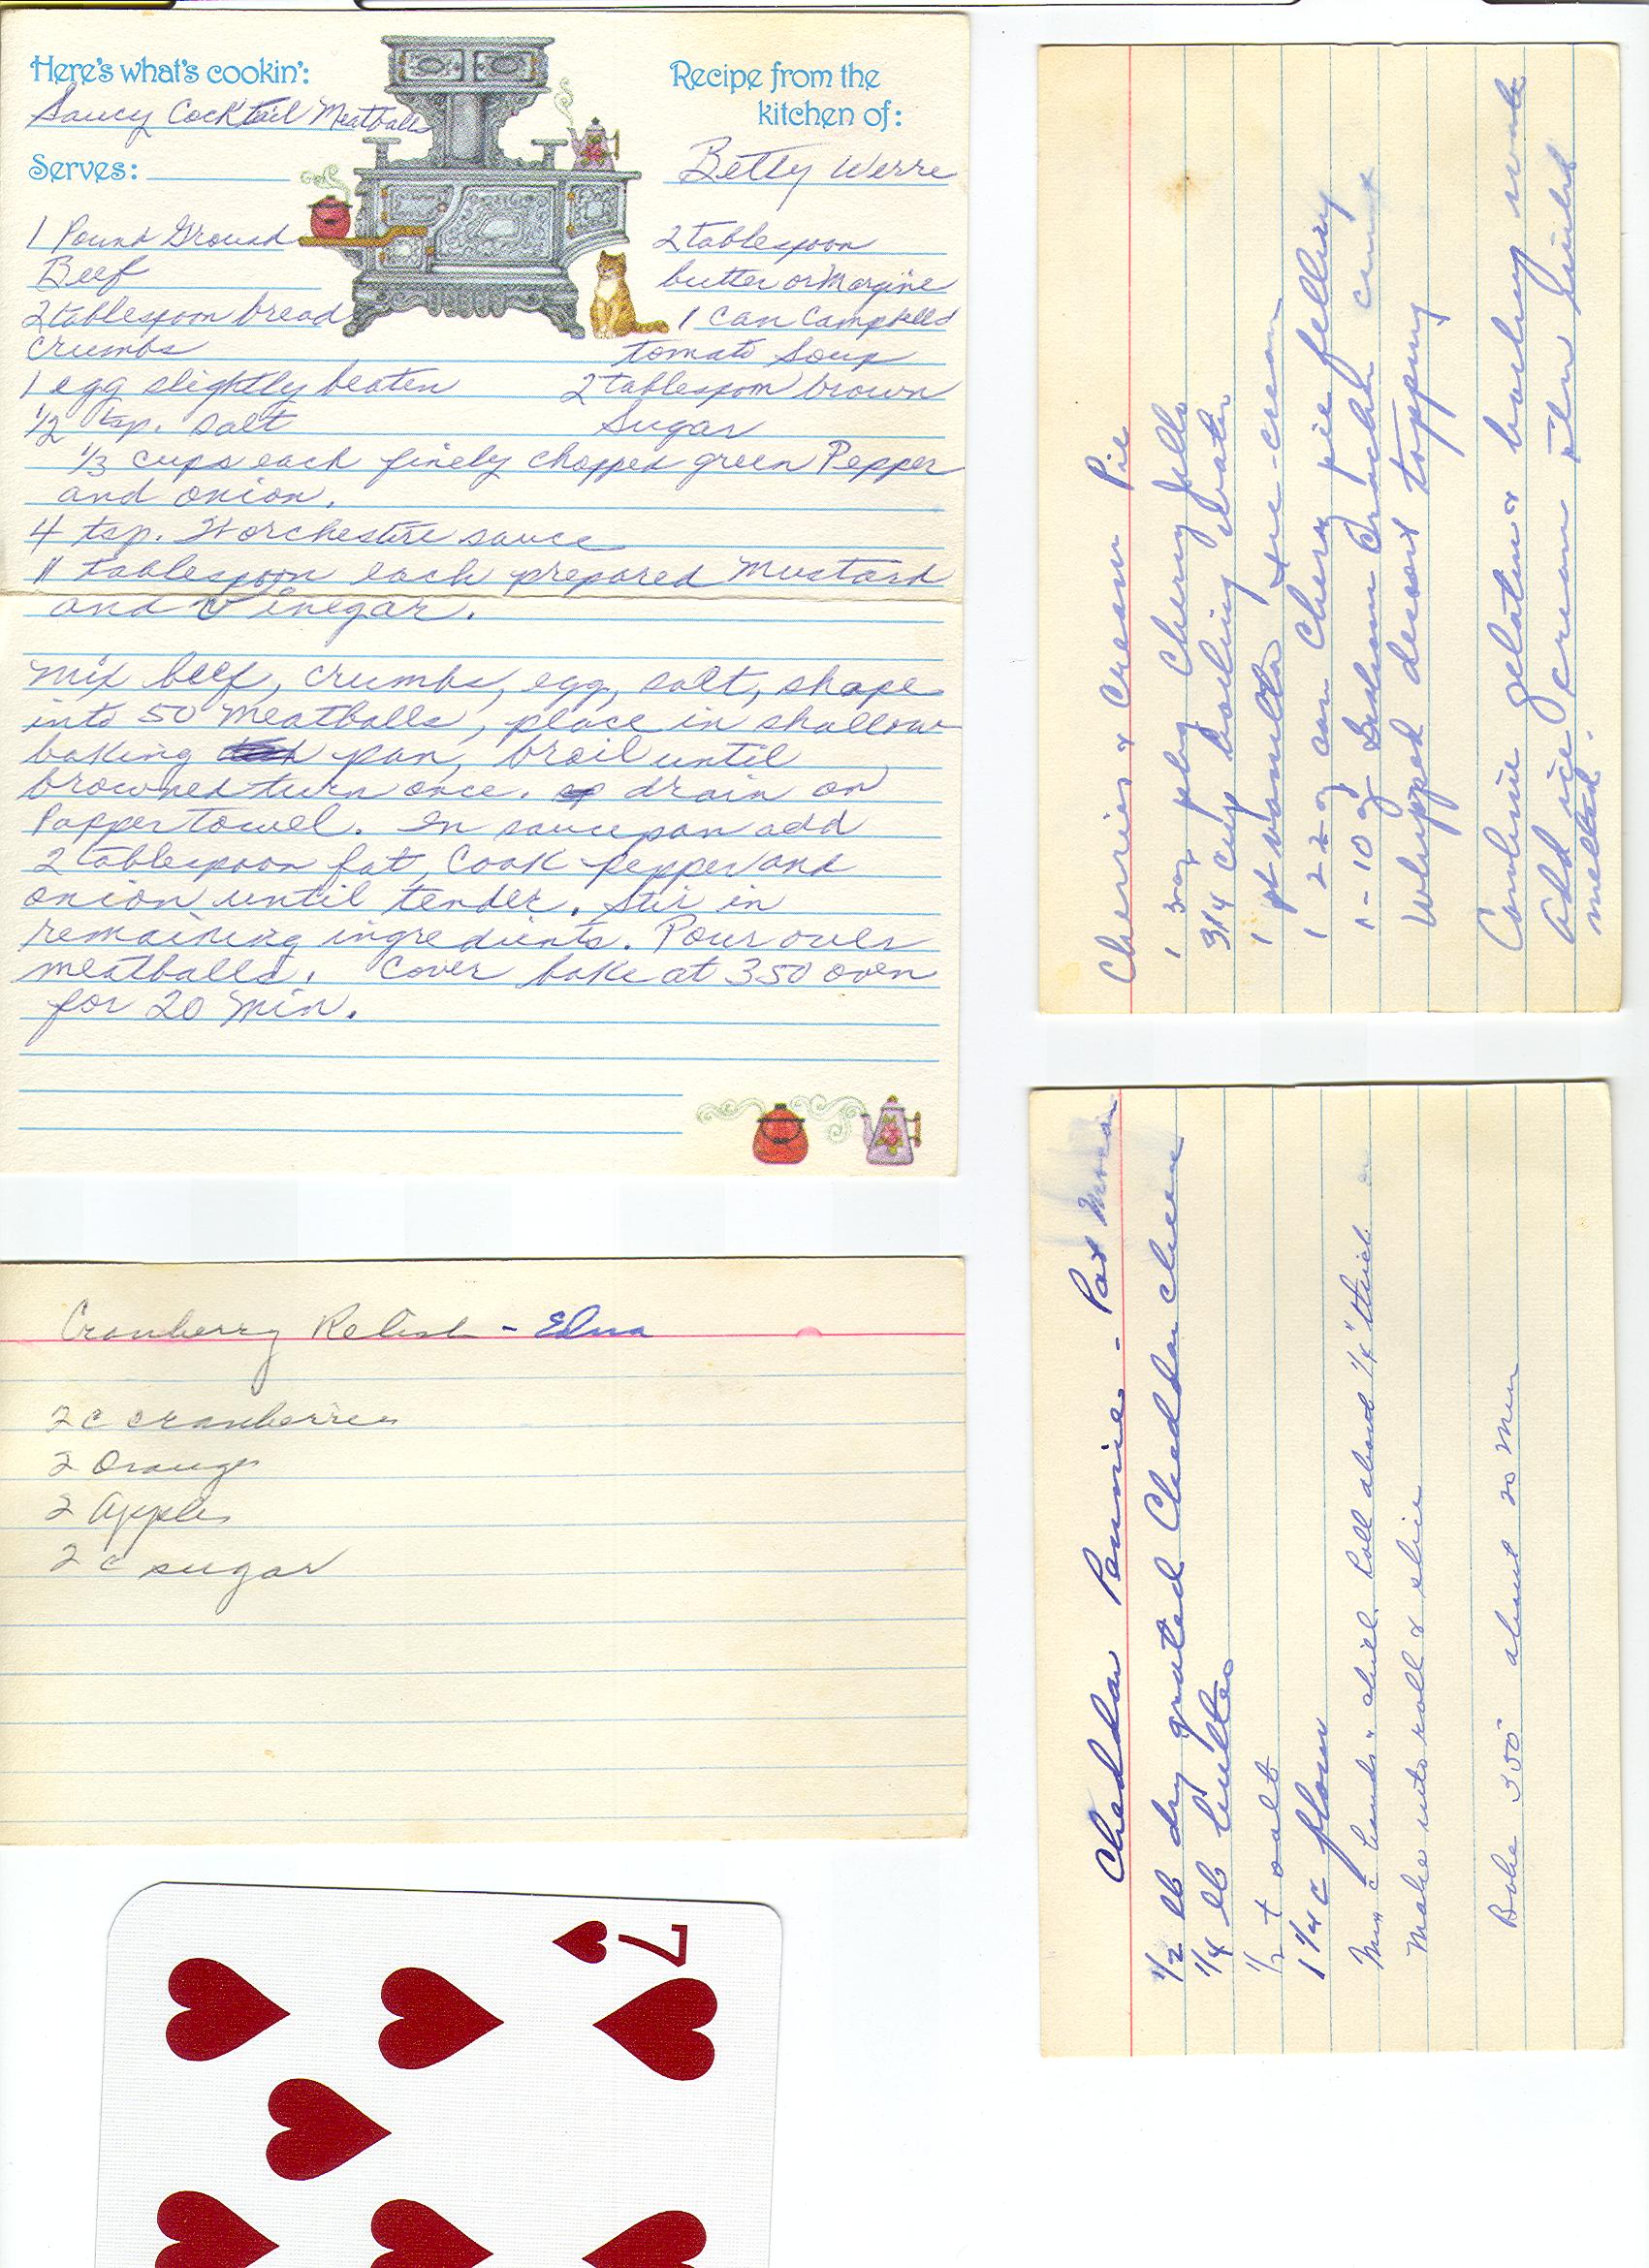 Here's what's cookin':
Saucy Cocktail Meatballs
Serves:
Recipe from the
kitchen of:
Betty Werre
1 Pound Ground
Beef
2 tablespoon bread
crumbs
1 egg slightly beaten
1/2 tsp. salt
2 tablespoon
butter or Margine
1 can Campbells
tomato Soup
2 tablespoon brown
Sugar
1/3 cups each finely chopped green Pepper
and onion.
4 tsp. Worchestire sauce
1 tablespoon each prepared Mustard
and Vinegar.
Mix beef, crumbs, egg, salt, shape
into 50 Meatballs, place in shallow
baking pan, broil until
browned turn once. drain on
Papper towel. In saucepan add
2 tablespoon fat, Cook pepper and
onion until tender. Stir in
remaining ingredients. Pour over
meatballs. Cover bake at 350 oven
for 20 Min.
Cherries & Cream Pie
1 3oz pkg Cherry Jello
3/4 cup boiling water
1 pt vanilla ice-cream
1 22 oz can Cherry pie filling
1-10 oz Graham Cracker crust
Whipped desert topping
Combine gelatin & boiling
add ice cream
melted.
Cranberry Relish - Edna
2 c cranberries
2 Oranges
2 Apples
2 c sugar
Cheddar Pennies - Pat
1/2 lb dry grated Cheddar cheese
1/4 lb butter
1/2 t salt
1 1/4 c flour
Mix c hands - chill. Roll about 1/4" thick
Make into roll & slice
Bake 350° about 20 Min
7